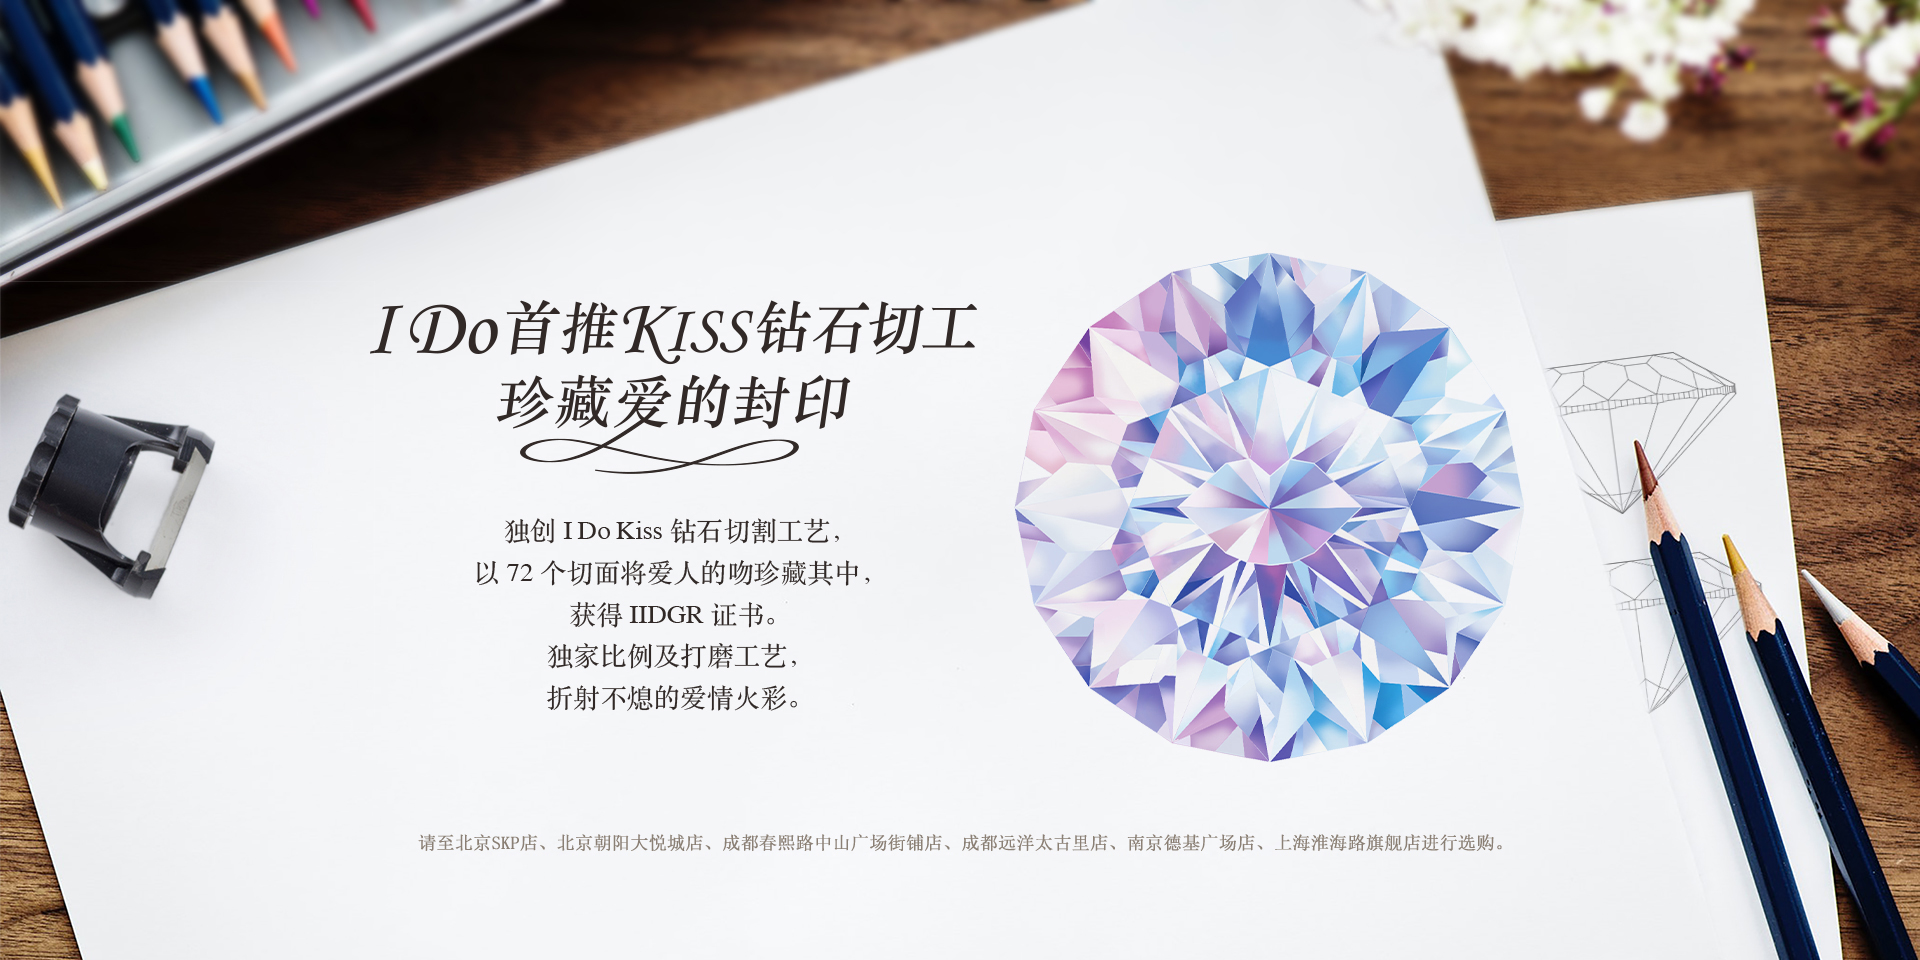 I Do首推KISS钻石切工
珍藏爱的封印
独创 I Do Kiss 钻石切割工艺，
以 72 个切面将爱人的吻珍藏其中，
获得 IIDGR 证书。
独家比例及打磨工艺，
折射不熄的爱情火彩。
请至北京SKP店、北京朝阳大悦城店、成都春熙路中山广场街铺店、成都远洋太古里店、南京德基广场店、上海淮海路旗舰店进行选购。